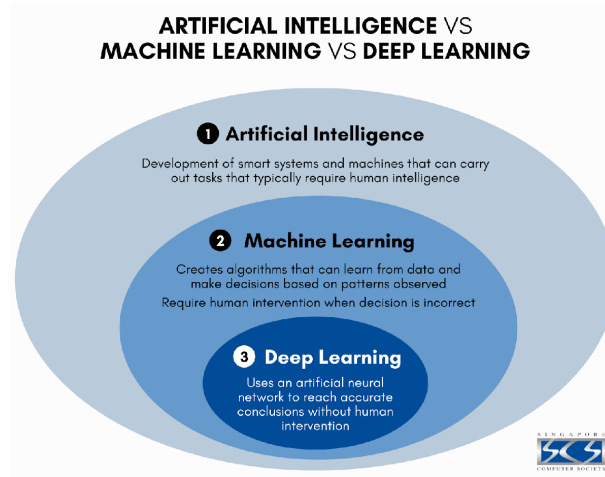 ARTIFICIAL INTELLIGENCE VS
MACHINE LEARNING VS DEEP LEARNING
1 Artificial Intelligence
Development of smart systems and machines that can carry
out tasks that typically require human intelligence
2 Machine Learning
Creates algorithms that can learn from data and
make decisions based on patterns observed
Require human intervention when decision is incorrect
3 Deep Learning
Uses an artificial neural
network to reach accurate
conclusions without human
intervention
SINGAPORE
SCS
COMPUTER SOCIETY